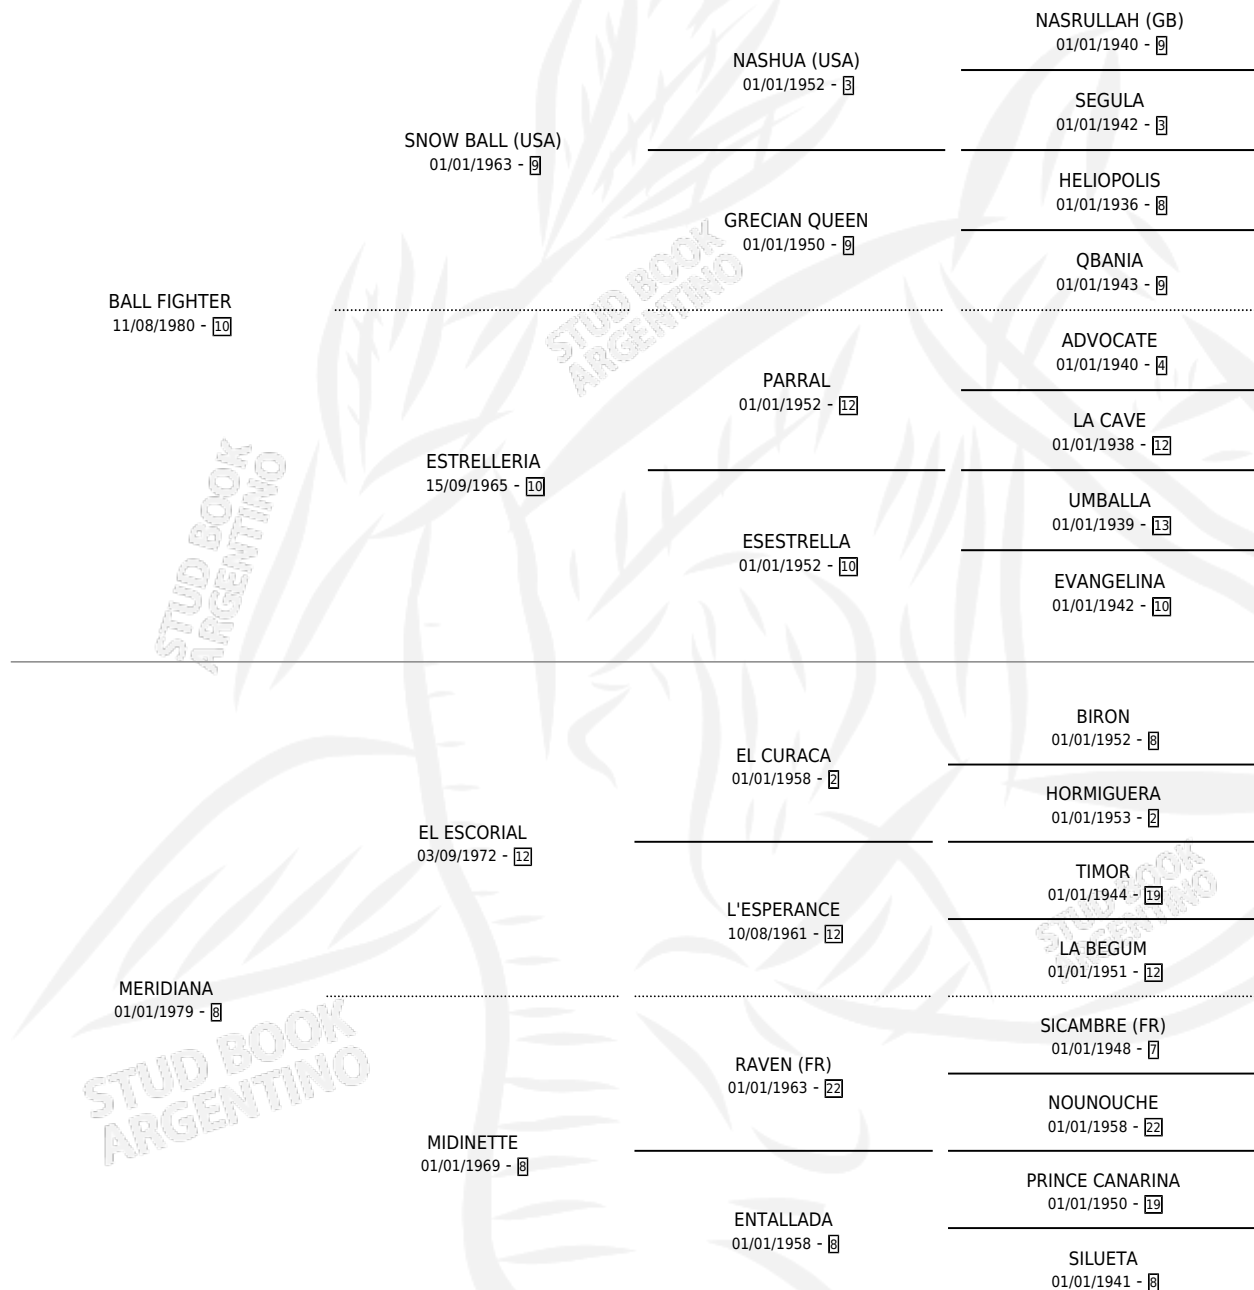 NASRULLAH (GB)
01/01/1940 - 9
NASHUA (USA)
01/01/1952 - 3
SEGULA
01/01/1942 - 3
SNOW BALL (USA)
01/01/1963 - 9
HELIOPOLIS
01/01/1936 - 8
GRECIAN QUEEN
01/01/1950 - 9
QBANIA
01/01/1943 - 9
BALL FIGHTER
11/08/1980 - 10
STUD BOOK
ARGENTINO
ADVOCATE
01/01/1940 - 4
PARRAL
01/01/1952 - 12
LA CAVE
01/01/1938 - 12
ESTRELLERIA
15/09/1965 - 10
UMBALLA
01/01/1939 - 13
ESESTRELLA
01/01/1952 - 10
EVANGELINA
01/01/1942 - 10
STUD BOOK
ARGENTINO
BIRON
01/01/1952 - 8
EL CURACA
01/01/1958 - 2
HORMIGUERA
01/01/1953 - 2
EL ESCORIAL
03/09/1972 - 12
TIMOR
01/01/1944 - 19
L'ESPERANCE
10/08/1961 - 12
LA BEGUM
01/01/1951 - 12
STUD BOOK
ARGENTINO
MERIDIANA
01/01/1979 - 8
SICAMBRE (FR)
01/01/1948 - 7
RAVEN (FR)
01/01/1963 - 22
NOUNOUCHE
01/01/1958 - 22
STUD BOOK
ARGENTINO
MIDINETTE
01/01/1969 - 8
PRINCE CANARINA
01/01/1950 - 19
ENTALLADA
01/01/1958 - 8
SILUETA
01/01/1941 - 8